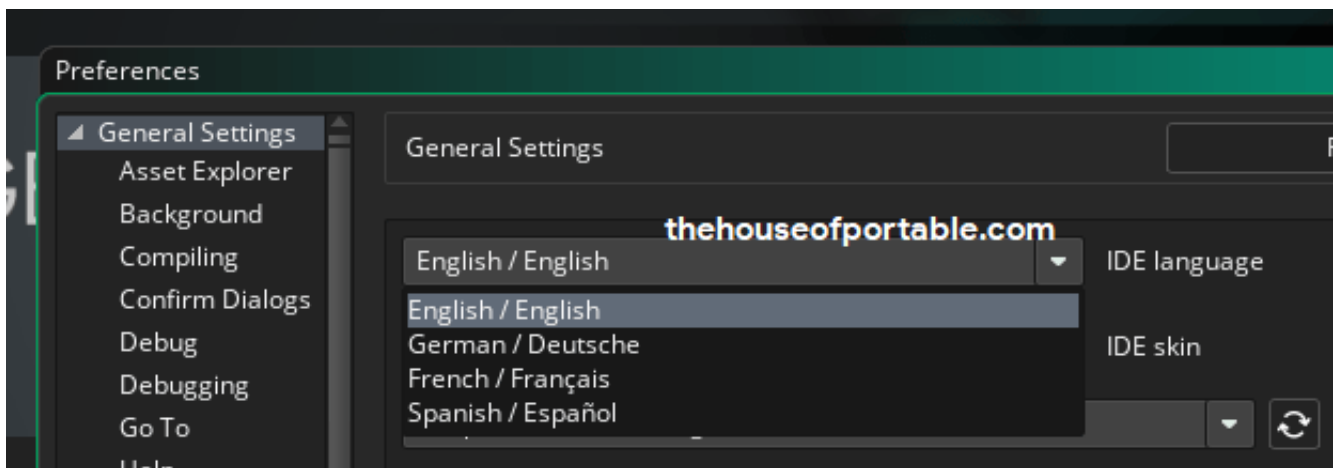 Preferences
General Settings
Asset Explorer
Background
Compiling
Confirm Dialogs
Debug
Debugging
Go To
Help
General Settings
thehouseofportable.com
English / English
IDE language
English / English
German / Deutsche
French / Français
Spanish / Español
IDE skin